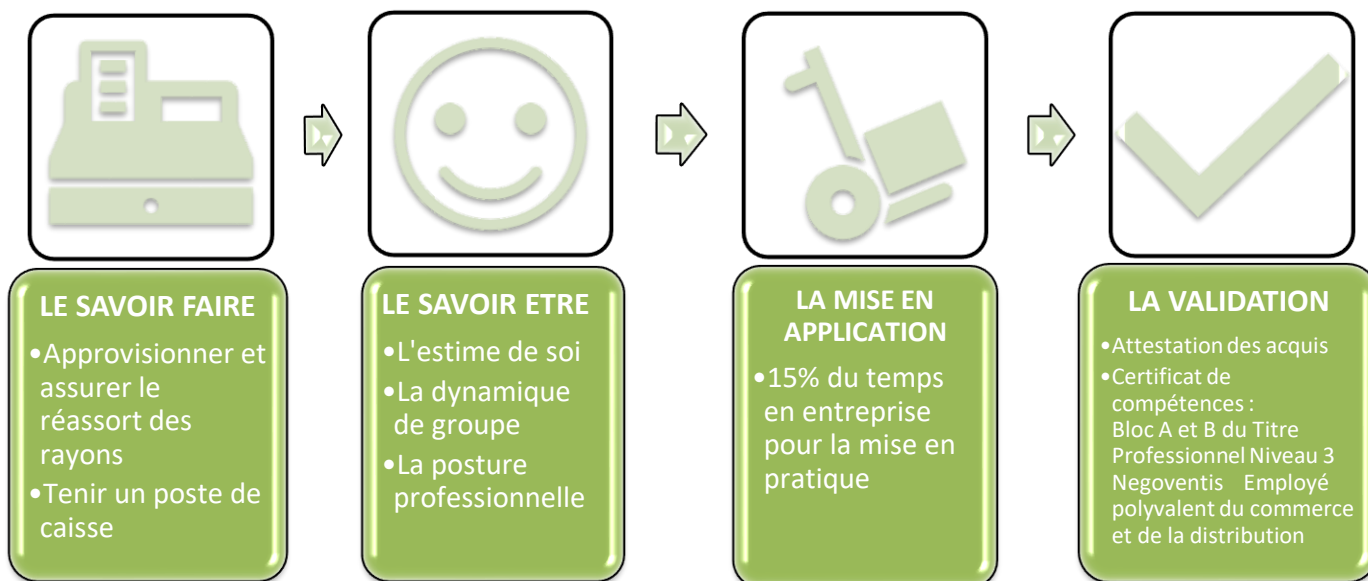 LE SAVOIR FAIRE
•Approvisionner et
assurer le
réassort des
rayons
•Tenir un poste de
caisse
LE SAVOIR ETRE
•L'estime de soi
•La dynamique
de groupe
•La posture
professionnelle
LA MISE EN
APPLICATION
•15% du temps
en entreprise
pour la mise en
pratique
LA VALIDATION
•Attestation des acquis
•Certificat de
compétences :
Bloc A et B du Titre
Professionnel Niveau 3
Negoventis Employé
polyvalent du commerce
et de la distribution